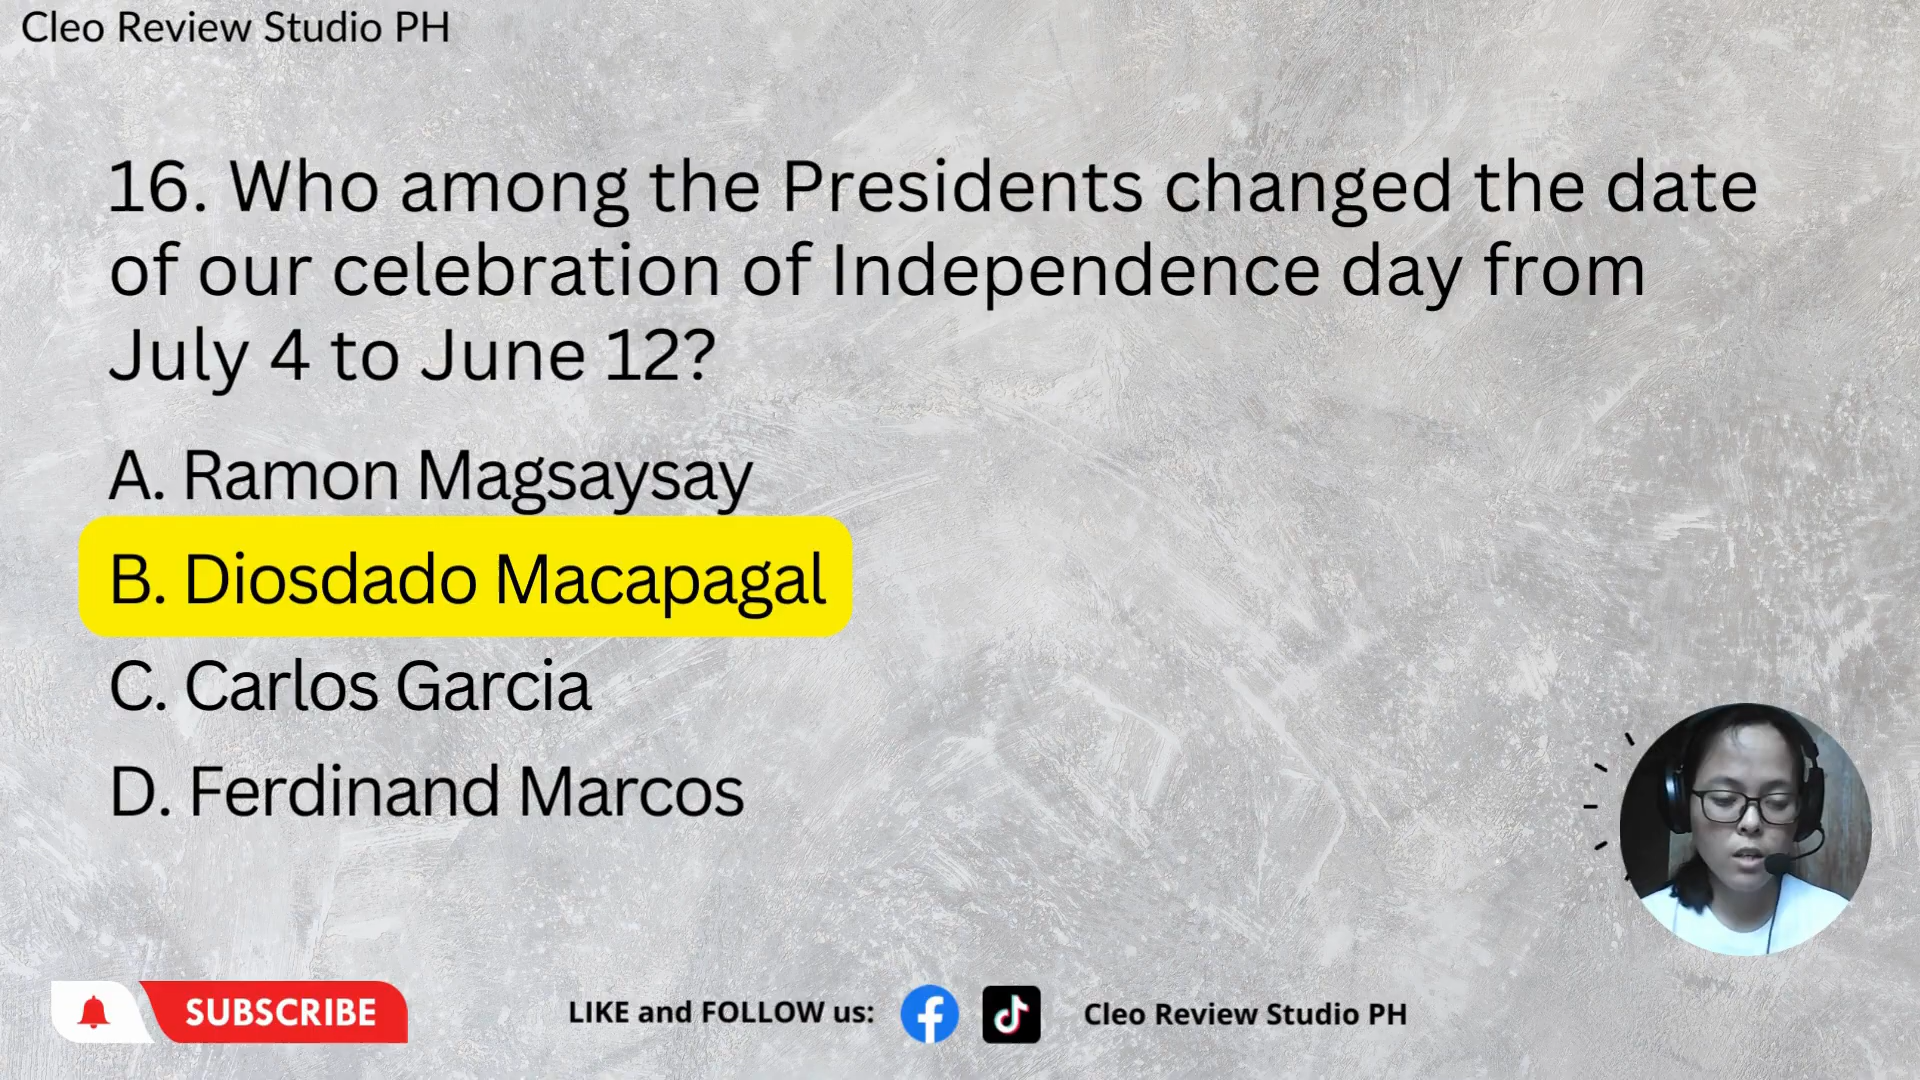 Cleo Review Studio PH
16. Who among the Presidents changed the date
of our celebration of Independence day from
July 4 to June 12?
A. Ramon Magsaysay
B. Diosdado Macapagal
C. Carlos Garcia
D. Ferdinand Marcos
SUBSCRIBE
LIKE and FOLLOW us:
Cleo Review Studio PH